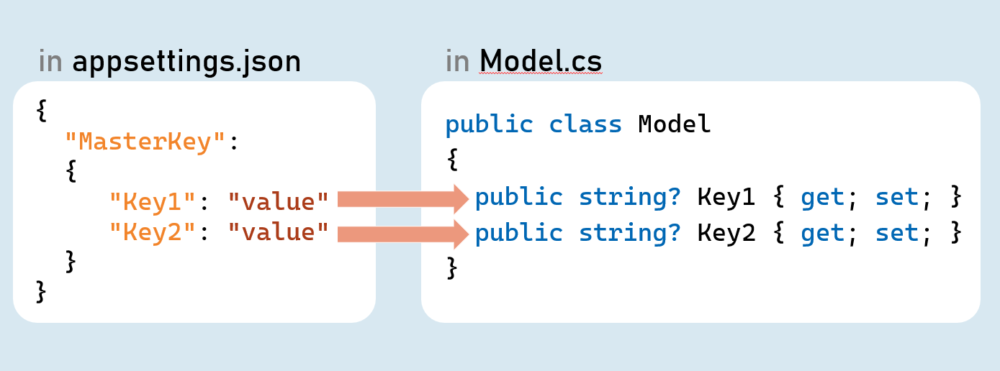 in appsettings.json
{
"MasterKey":
{
"Key1": "value"
"Key2": "value"
}
}
in Model.cs
public class Model
{
public string? Key1 { get; set; }
public string? Key2 { get; set; }
}